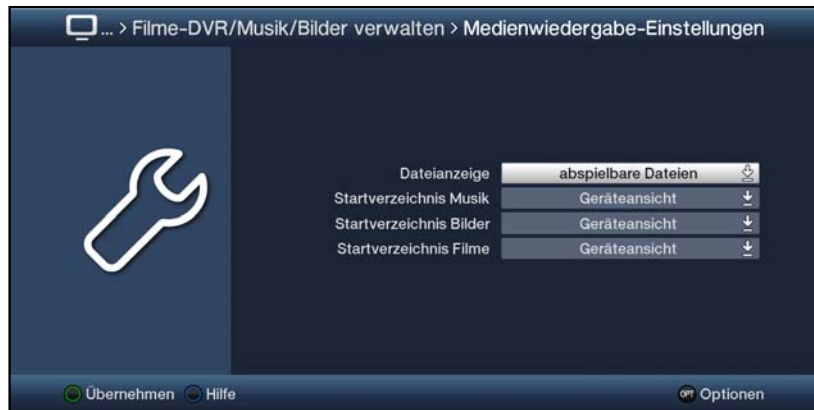 ... > Filme-DVR/Musik/Bilder verwalten > Medienwiedergabe-Einstellungen
Dateianzeige abspielbare Dateien
Startverzeichnis Musik Geräteansicht
Startverzeichnis Bilder Geräteansicht
Startverzeichnis Filme Geräteansicht
Übernehmen Hilfe OPT Optionen